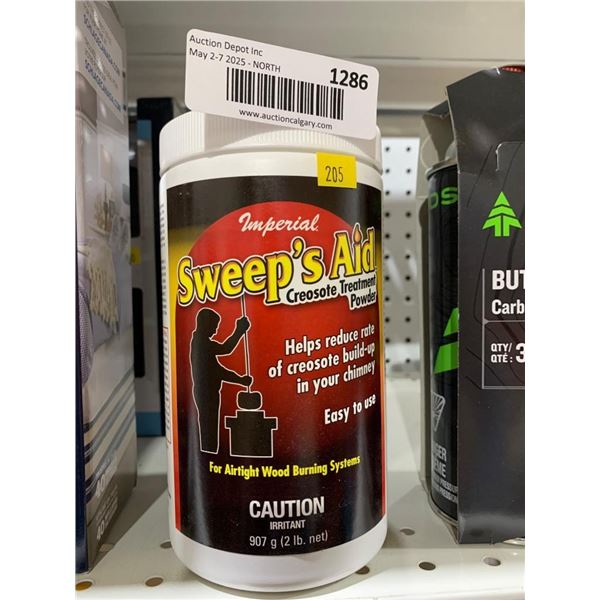 Auction Depot Inc
May 2-7 2025 - NORTH
1286
www.auctioncalgary.com
205
Imperial
Sweep's Aid
Creosote Treatment
Powder
Helps reduce rate
of creosote build-up
in your chimney
Easy to use
For Airtight Wood Burning Systems
CAUTION
IRRITANT
907 g (2 lb. net)
BUT
Carb
QTY/
QTÉ : 3